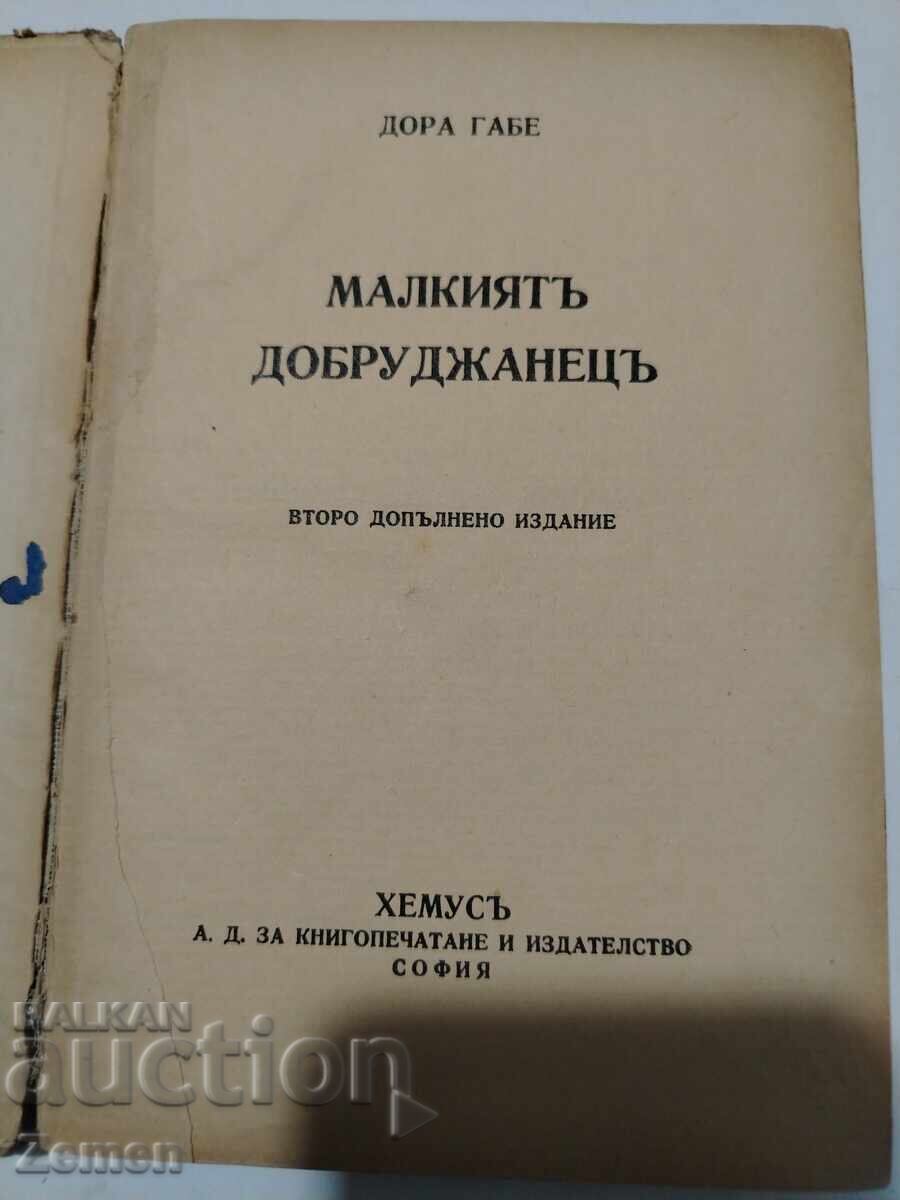 ДОРА ГАБЕ
МАЛКИЯТЪ
ДОБРУДЖАНЕЦЪ
ВТОРО ДОПЪЛНЕНО ИЗДАНИЕ
ХЕМУСЪ
А. Д. ЗА КНИГОПЕЧАТАНЕ И ИЗДАТЕЛСТВО
СОФИЯ
BALKAN
auction
Zemen